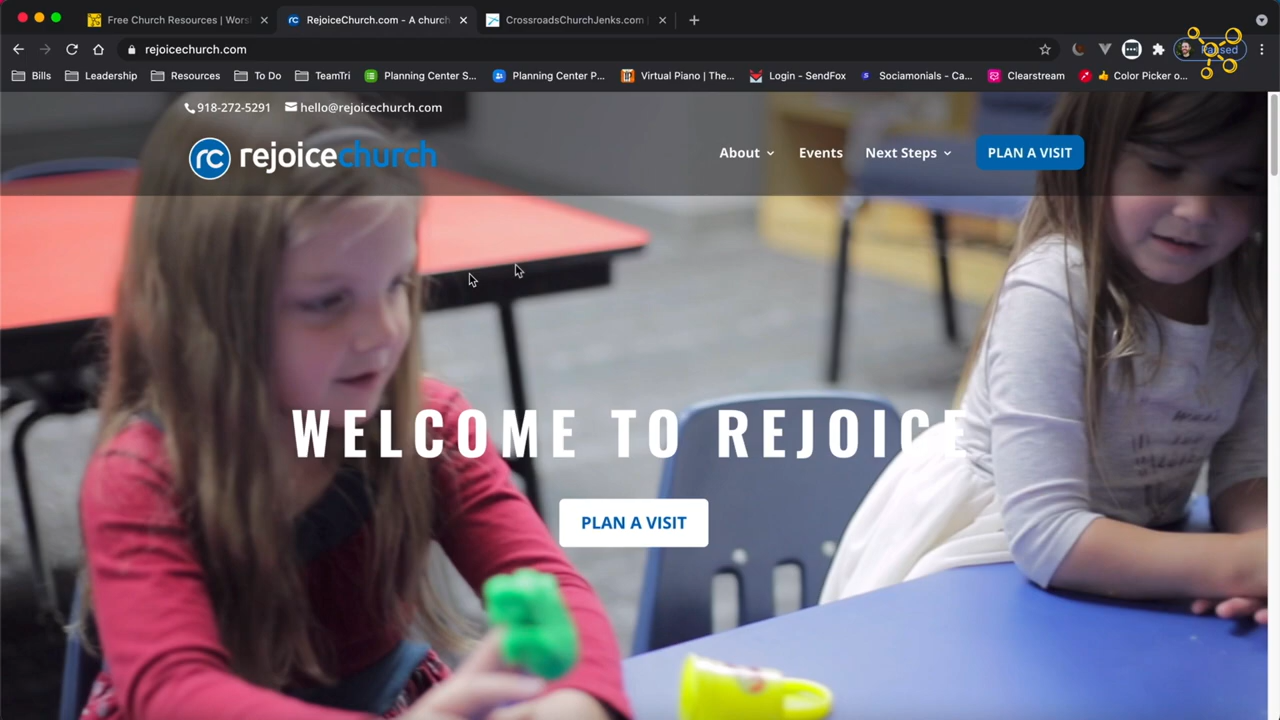 Free Church Resources | Wors
RejoiceChurch.com - A church
CrossroadsChurchJenks.com
rejoicechurch.com
Paused
Bills
Leadership
Resources
To Do
TeamTri
Planning Center S...
Planning Center P...
Virtual Piano | The...
Login - SendFox
Sociamonials - Ca...
Clearstream
👍 Color Picker o...
918-272-5291
hello@rejoicechurch.com
rc rejoicechurch
About
Events
Next Steps
PLAN A VISIT
WELCOME TO REJOICE
PLAN A VISIT